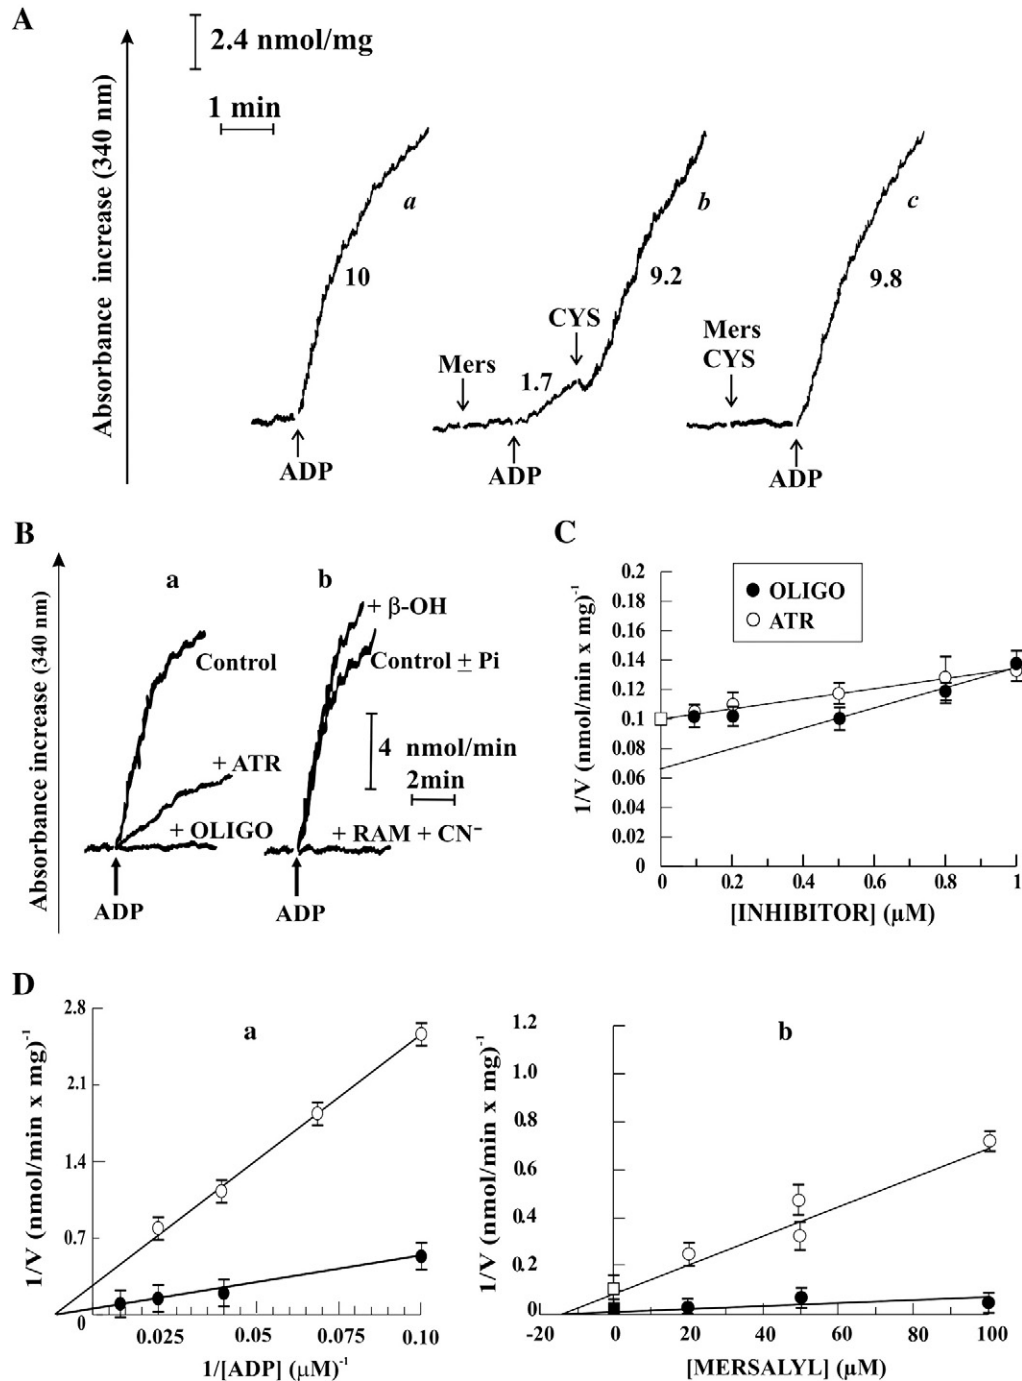 A
2.4 nmol/mg
1 min
Absorbance increase (340 nm)
a
10
ADP
Mers
ADP
1.7
CYS
b
9.2
Mers
CYS
ADP
c
9.8
B
Absorbance increase (340 nm)
a
Control
+ ATR
+ OLIGO
ADP
b
+ β-OH
Control ± Pi
4 nmol/min
2min
+ RAM + CN⁻
ADP
C
1/V (nmol/min x mg)⁻¹
0.2
0.18
0.16
0.14
0.12
0.1
0.08
0.06
0.04
0.02
0
OLIGO
ATR
0 0.2 0.4 0.6 0.8 1
[INHIBITOR] (µM)
D
a
1/V (nmol/min x mg)⁻¹
2.8
2.1
1.4
0.7
0
0.025 0.05 0.075 0.10
1/[ADP] (µM)⁻¹
b
1/V (nmol/min x mg)⁻¹
1.2
1.0
0.8
0.6
0.4
0.2
0
-20 0 20 40 60 80 100
[MERSALYL] (µM)